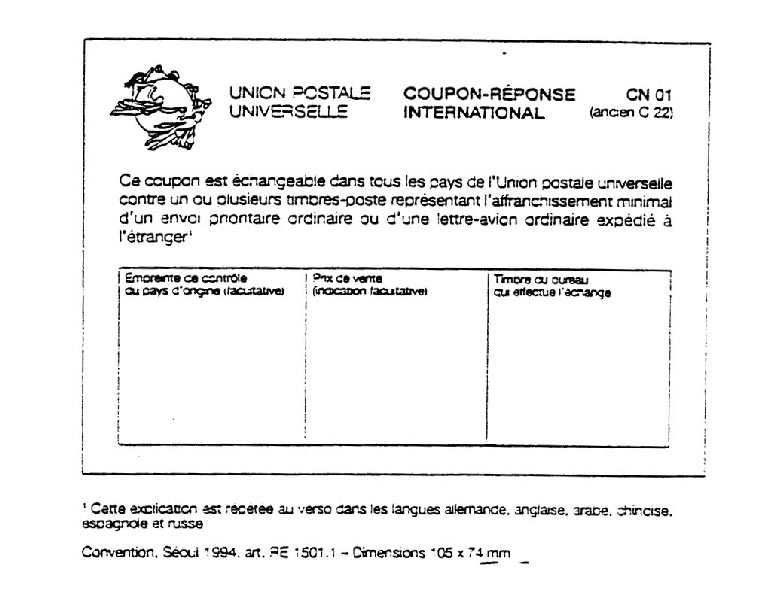 UNION POSTALE
UNIVERSELLE
COUPON-RÉPONSE
INTERNATIONAL
CN 01
(ancien C 22)
Ce coupon est échangeable dans tous les pays de l'Union postale universelle
contre un ou plusieurs timbres-poste représentant l'affranchissement minimal
d'un envoi prioritaire ordinaire ou d'une lettre-avion ordinaire expédié à
l'étranger¹
Empreinte de contrôle
du pays d'origine (facultative)
Prix de vente
(indication facultative)
Timbre du bureau
qui effectue l'échange
¹ Cette explication est répétée au verso dans les langues allemande, anglaise, arabe, chinoise,
espagnole et russe
Convention, Séoul 1994, art. RE 1501.1 – Dimensions 105 x 74 mm